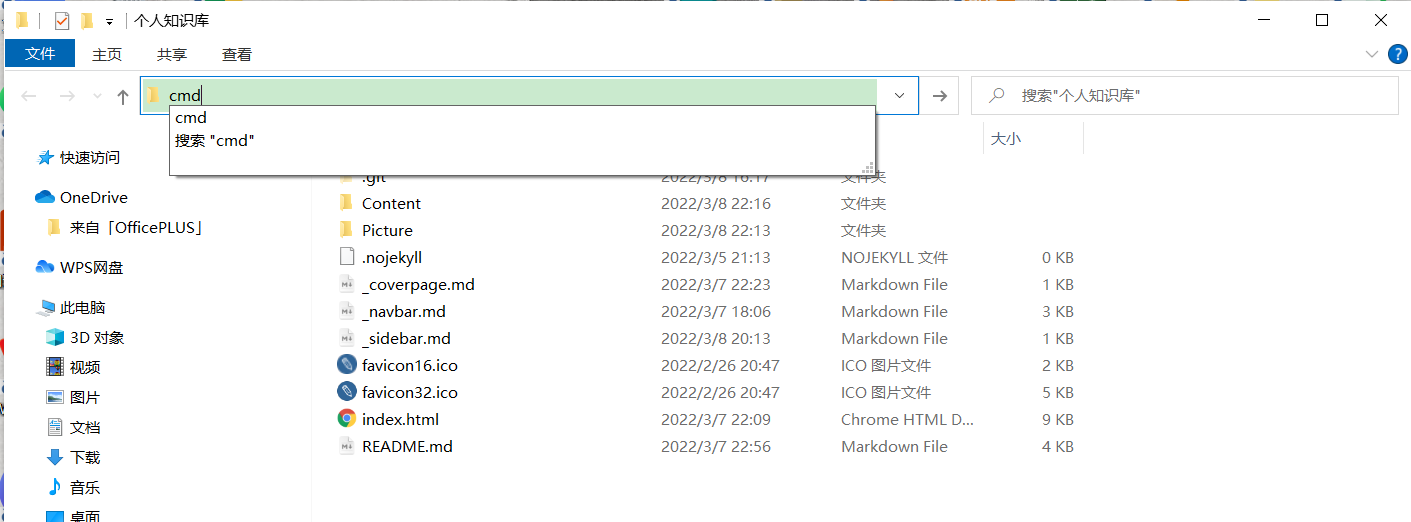 个人知识库
文件 主页 共享 查看
cmd
搜索"个人知识库"
cmd
搜索 "cmd"
大小
快速访问
OneDrive
来自「OfficePLUS」
WPS网盘
此电脑
3D 对象
视频
图片
文档
下载
音乐
桌面
.git 2022/3/8 16:17 文件夹
Content 2022/3/8 22:16 文件夹
Picture 2022/3/8 22:13 文件夹
.nojekyll 2022/3/5 21:13 NOJEKYLL 文件 0 KB
_coverpage.md 2022/3/7 22:23 Markdown File 1 KB
_navbar.md 2022/3/7 18:06 Markdown File 3 KB
_sidebar.md 2022/3/8 20:13 Markdown File 1 KB
favicon16.ico 2022/2/26 20:47 ICO 图片文件 2 KB
favicon32.ico 2022/2/26 20:47 ICO 图片文件 5 KB
index.html 2022/3/7 22:09 Chrome HTML D... 9 KB
README.md 2022/3/7 22:56 Markdown File 4 KB